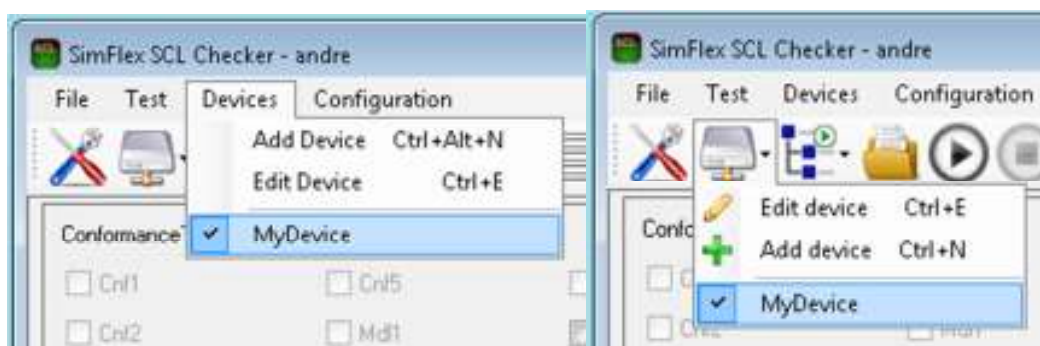 SimFlex SCL Checker - andre
File Test Devices Configuration
Add Device Ctrl+Alt+N
Edit Device Ctrl+E
MyDevice
Conformance
Cnf1 Cnf5
Cnf2 Mdl1
SimFlex SCL Checker - andre
File Test Devices Configuration
Edit device Ctrl+E
Add device Ctrl+N
MyDevice